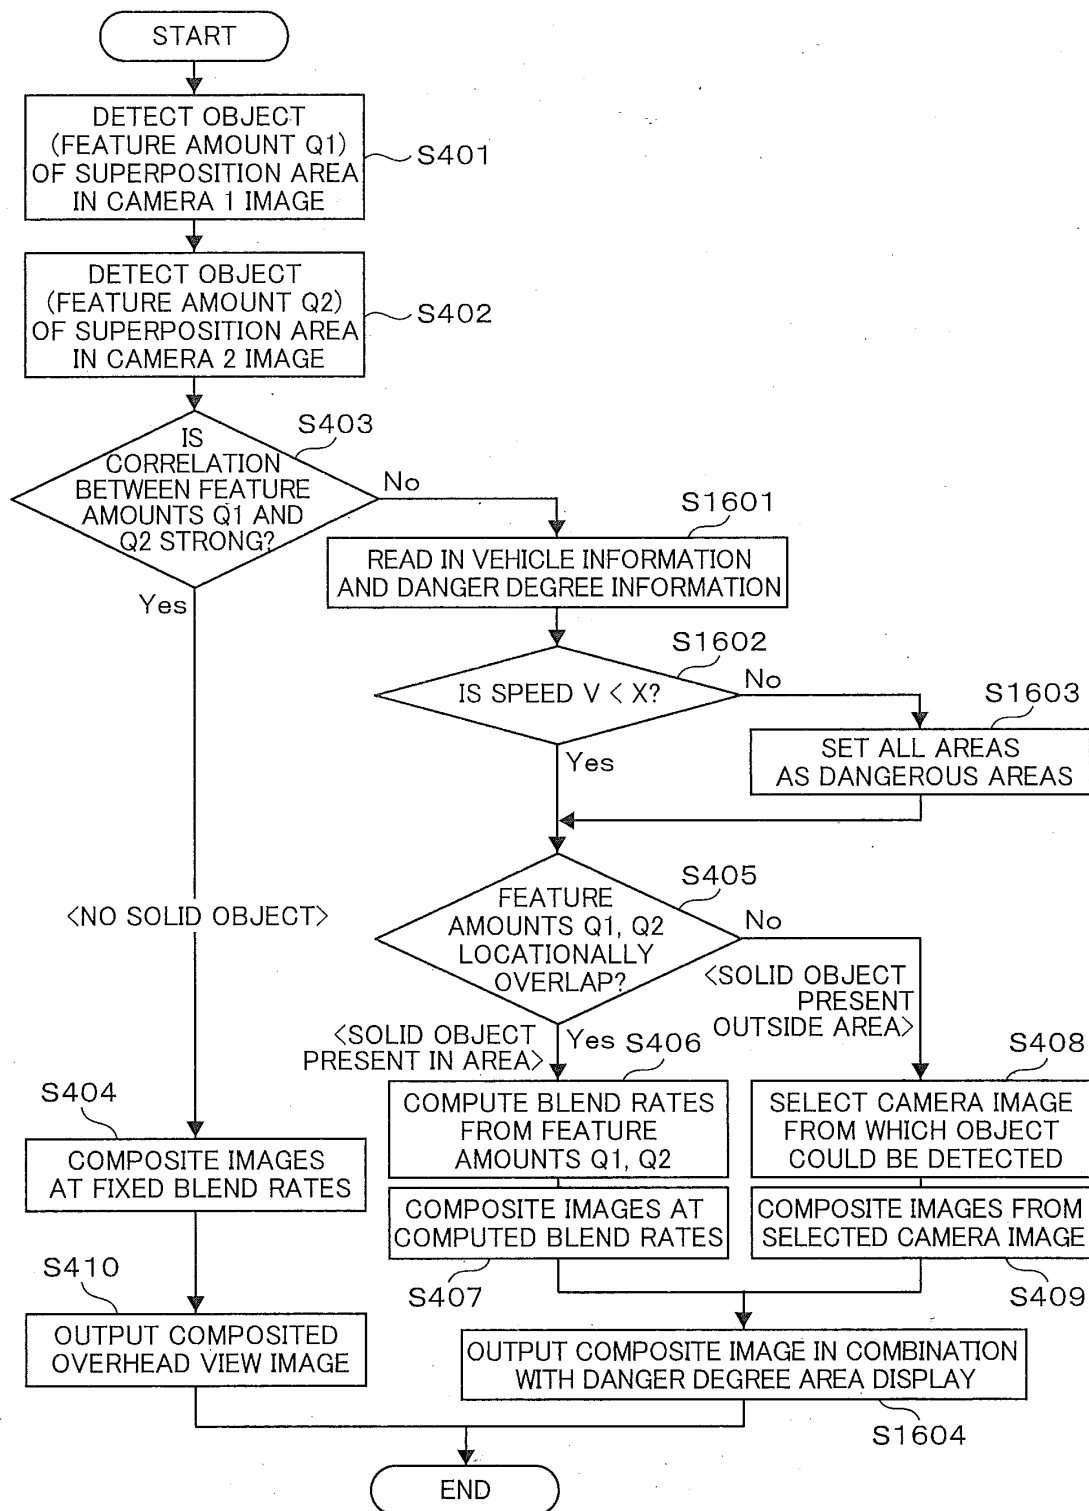 START
DETECT OBJECT
(FEATURE AMOUNT Q1)
OF SUPERPOSITION AREA
IN CAMERA 1 IMAGE
S401
DETECT OBJECT
(FEATURE AMOUNT Q2)
OF SUPERPOSITION AREA
IN CAMERA 2 IMAGE
S402
S403
IS
CORRELATION
BETWEEN FEATURE
AMOUNTS Q1 AND
Q2 STRONG?
No
Yes
S1601
READ IN VEHICLE INFORMATION
AND DANGER DEGREE INFORMATION
S1602
IS SPEED V < X?
No
Yes
S1603
SET ALL AREAS
AS DANGEROUS AREAS
S405
FEATURE
AMOUNTS Q1, Q2
LOCATIONALLY
OVERLAP?
No
<NO SOLID OBJECT>
<SOLID OBJECT
PRESENT
OUTSIDE AREA>
<SOLID OBJECT
PRESENT IN AREA>
Yes
S406
S408
COMPUTE BLEND RATES
FROM FEATURE
AMOUNTS Q1, Q2
SELECT CAMERA IMAGE
FROM WHICH OBJECT
COULD BE DETECTED
S404
COMPOSITE IMAGES
AT FIXED BLEND RATES
COMPOSITE IMAGES AT
COMPUTED BLEND RATES
COMPOSITE IMAGES FROM
SELECTED CAMERA IMAGE
S407
S409
S410
OUTPUT COMPOSITED
OVERHEAD VIEW IMAGE
OUTPUT COMPOSITE IMAGE IN COMBINATION
WITH DANGER DEGREE AREA DISPLAY
S1604
END